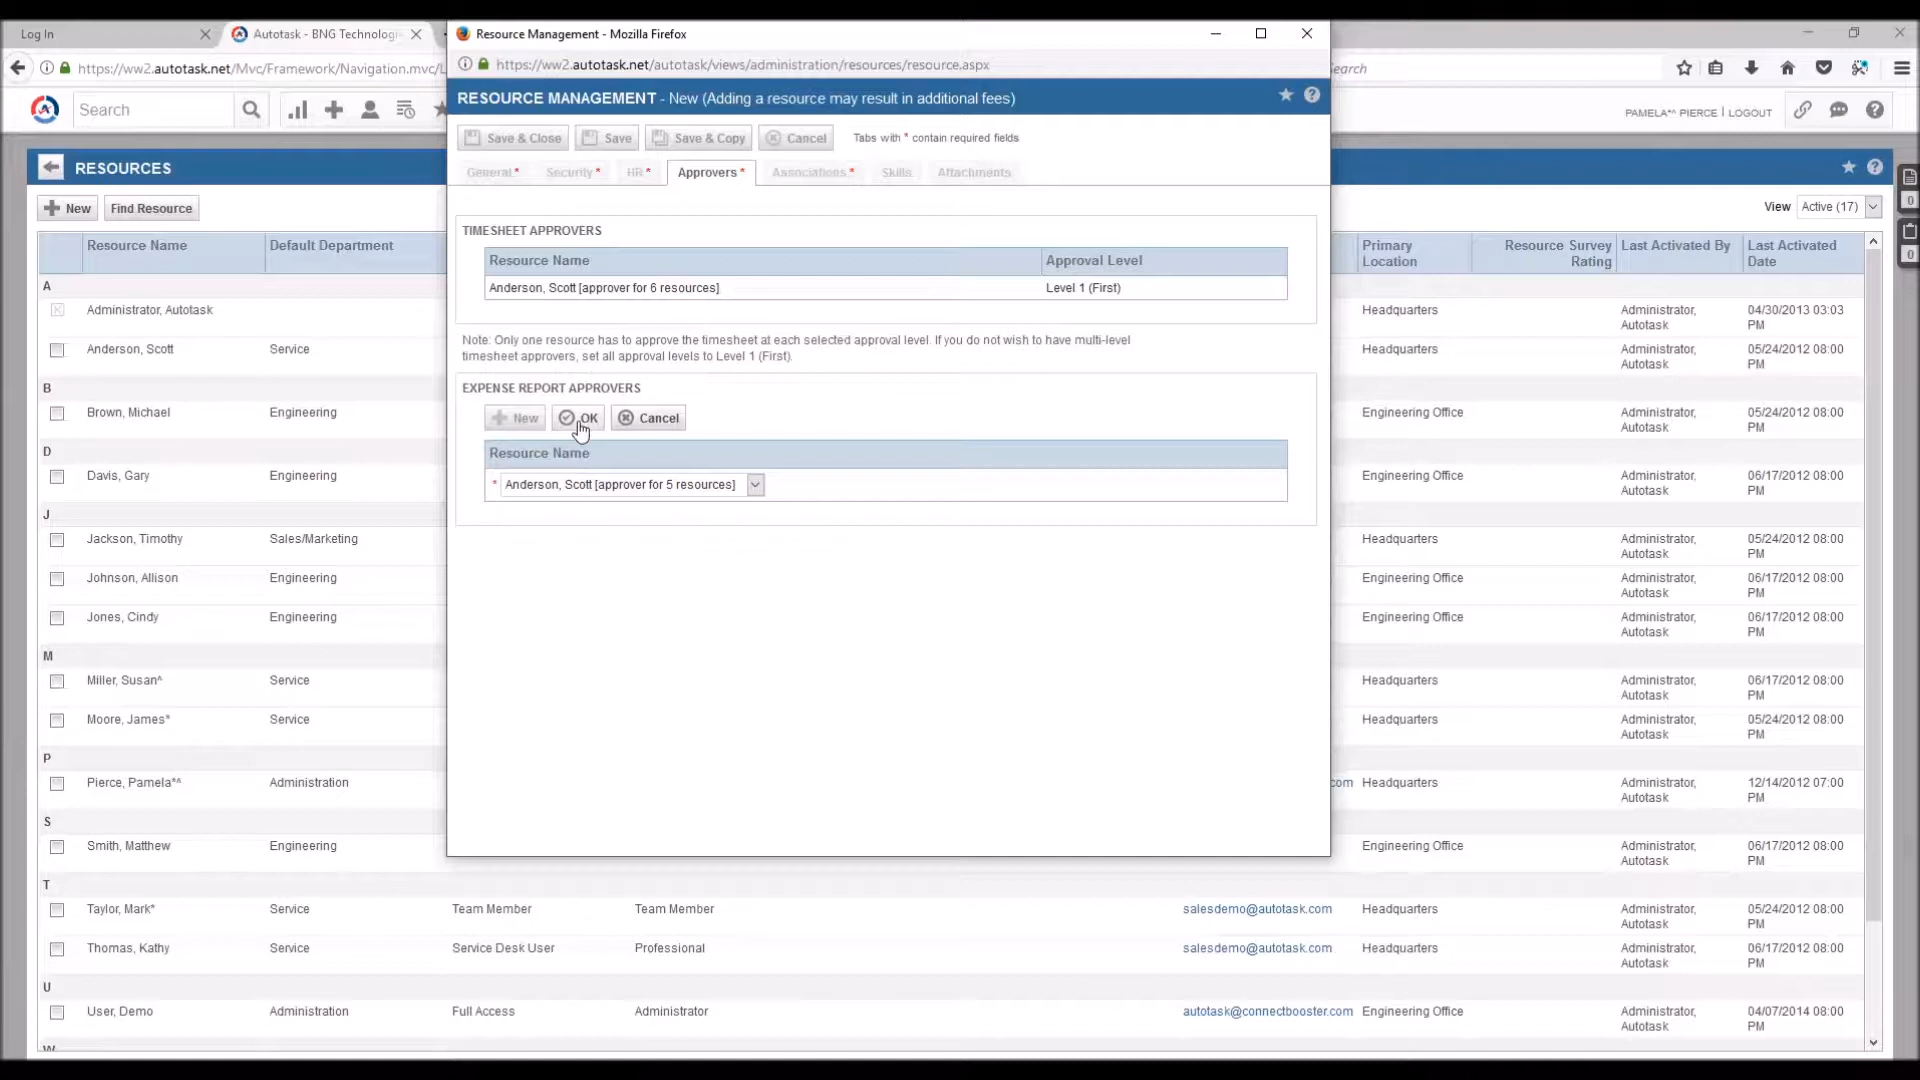 Log In
Autotask - BNG Technologi
Resource Management - Mozilla Firefox
https://ww2.autotask.net/Mvc/Framework/Navigation.mvc/L
https://ww2.autotask.net/autotask/views/administration/resources/resource.aspx
Search
Search
PAMELA^^ PIERCE | LOGOUT
RESOURCE MANAGEMENT - New (Adding a resource may result in additional fees)
Save & Close
Save
Save & Copy
Cancel
Tabs with * contain required fields
General*
Security*
HR*
Approvers*
Associations*
Skills
Attachments
TIMESHEET APPROVERS
Resource Name
Approval Level
Anderson, Scott [approver for 6 resources]
Level 1 (First)
Note: Only one resource has to approve the timesheet at each selected approval level. If you do not wish to have multi-level
timesheet approvers, set all approval levels to Level 1 (First).
EXPENSE REPORT APPROVERS
New
OK
Cancel
Resource Name
* Anderson, Scott [approver for 5 resources]
RESOURCES
New
Find Resource
View
Active (17)
0
0
Resource Name
Default Department
Primary
Location
Resource Survey
Rating
Last Activated By
Last Activated
Date
A
Administrator, Autotask
Headquarters
Administrator,
Autotask
04/30/2013 03:03
PM
Anderson, Scott
Service
Headquarters
Administrator,
Autotask
05/24/2012 08:00
PM
B
Brown, Michael
Engineering
Engineering Office
Administrator,
Autotask
05/24/2012 08:00
PM
D
Davis, Gary
Engineering
Engineering Office
Administrator,
Autotask
06/17/2012 08:00
PM
J
Jackson, Timothy
Sales/Marketing
Headquarters
Administrator,
Autotask
05/24/2012 08:00
PM
Johnson, Allison
Engineering
Engineering Office
Administrator,
Autotask
06/17/2012 08:00
PM
Jones, Cindy
Engineering
Engineering Office
Administrator,
Autotask
06/17/2012 08:00
PM
M
Miller, Susan^
Service
Headquarters
Administrator,
Autotask
06/17/2012 08:00
PM
Moore, James*
Service
Headquarters
Administrator,
Autotask
05/24/2012 08:00
PM
P
Pierce, Pamela^^
Administration
com
Headquarters
Administrator,
Autotask
12/14/2012 07:00
PM
S
Smith, Matthew
Engineering
Engineering Office
Administrator,
Autotask
06/17/2012 08:00
PM
T
Taylor, Mark*
Service
Team Member
Team Member
salesdemo@autotask.com
Headquarters
Administrator,
Autotask
05/24/2012 08:00
PM
Thomas, Kathy
Service
Service Desk User
Professional
salesdemo@autotask.com
Headquarters
Administrator,
Autotask
06/17/2012 08:00
PM
U
User, Demo
Administration
Full Access
Administrator
autotask@connectbooster.com
Engineering Office
Administrator,
Autotask
04/07/2014 08:00
PM
W